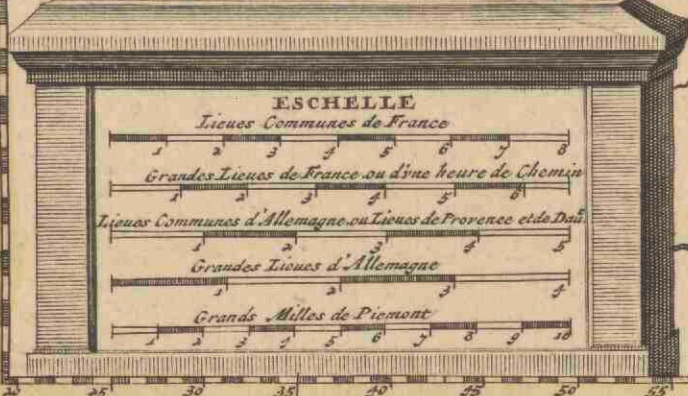 ESCHELLE
Lieues Communes de France
1 2 3 4 5 6 7 8
Grandes Lieues de France ou d'vne heure de Chemin
1 2 3 4 5 6
Lieues Communes d'Allemagne ou Lieues de Provence et de Dau.
1 2 3 4 5
Grandes Lieues d'Allemagne
1 2 3 4
Grands Milles de Piemont
1 2 3 4 5 6 7 8 9 10
20 25 30 35 40 45 50 55